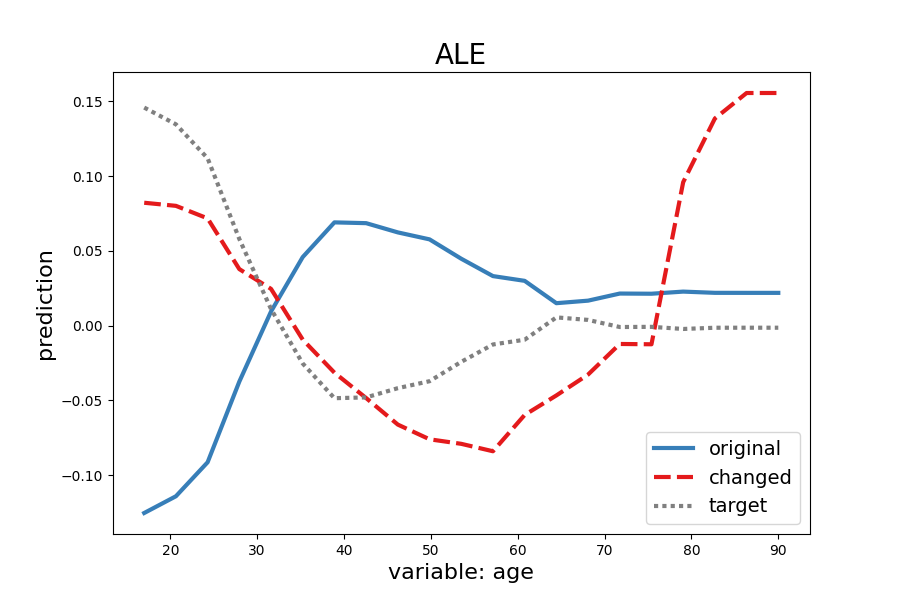 ALE
0.15
0.10
0.05
0.00
−0.05
−0.10
prediction
20 30 40 50 60 70 80 90
variable: age
original
changed
target